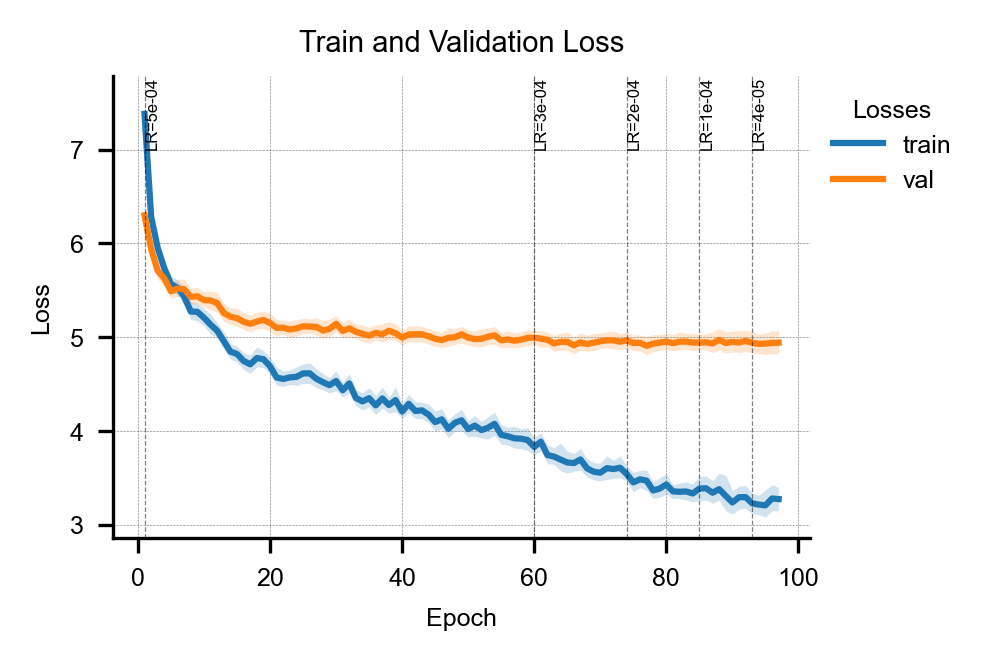 Train and Validation Loss
LR=5e-04
LR=3e-04
LR=2e-04
LR=1e-04
LR=4e-05
Losses
train
val
Loss
7
6
5
4
3
0
20
40
60
80
100
Epoch